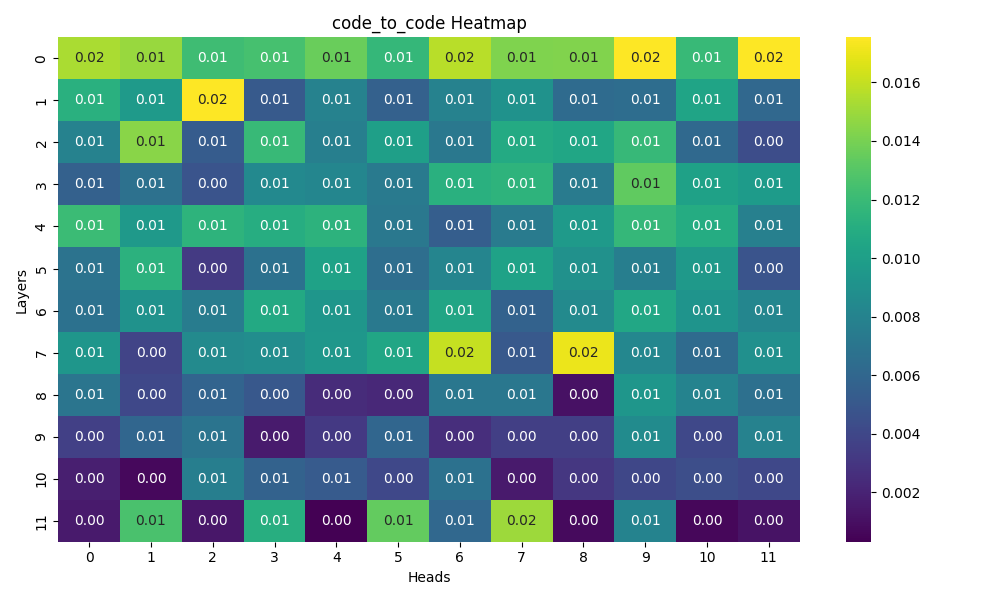 code_to_code Heatmap
0 0.02 0.01 0.01 0.01 0.01 0.01 0.02 0.01 0.01 0.02 0.01 0.02
1 0.01 0.01 0.02 0.01 0.01 0.01 0.01 0.01 0.01 0.01 0.01 0.01
2 0.01 0.01 0.01 0.01 0.01 0.01 0.01 0.01 0.01 0.01 0.01 0.00
3 0.01 0.01 0.00 0.01 0.01 0.01 0.01 0.01 0.01 0.01 0.01 0.01
4 0.01 0.01 0.01 0.01 0.01 0.01 0.01 0.01 0.01 0.01 0.01 0.01
5 0.01 0.01 0.00 0.01 0.01 0.01 0.01 0.01 0.01 0.01 0.01 0.00
6 0.01 0.01 0.01 0.01 0.01 0.01 0.01 0.01 0.01 0.01 0.01 0.01
7 0.01 0.00 0.01 0.01 0.01 0.01 0.02 0.01 0.02 0.01 0.01 0.01
8 0.01 0.00 0.01 0.00 0.00 0.00 0.01 0.01 0.00 0.01 0.01 0.01
9 0.00 0.01 0.01 0.00 0.00 0.01 0.00 0.00 0.00 0.01 0.00 0.01
10 0.00 0.00 0.01 0.01 0.01 0.00 0.01 0.00 0.00 0.00 0.00 0.00
11 0.00 0.01 0.00 0.01 0.00 0.01 0.01 0.02 0.00 0.01 0.00 0.00
0 1 2 3 4 5 6 7 8 9 10 11
Heads
Layers
0.016
0.014
0.012
0.010
0.008
0.006
0.004
0.002